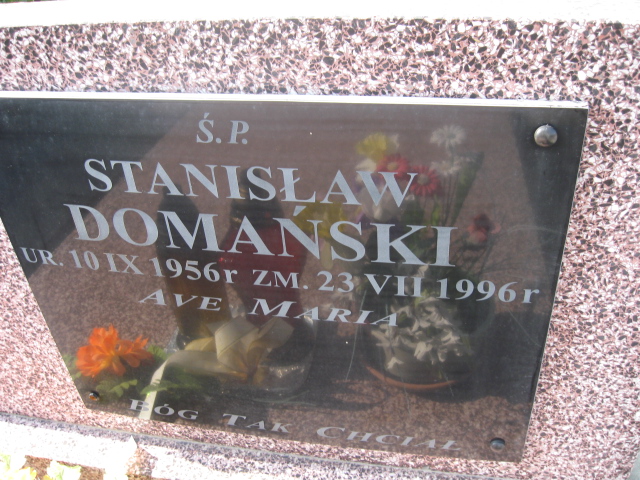 Ś.P.
STANISŁAW
DOMAŃSKI
UR. 10 IX 1956r ZM. 23 VII 1996r
AVE MARIA
BÓG TAK CHCIAŁ